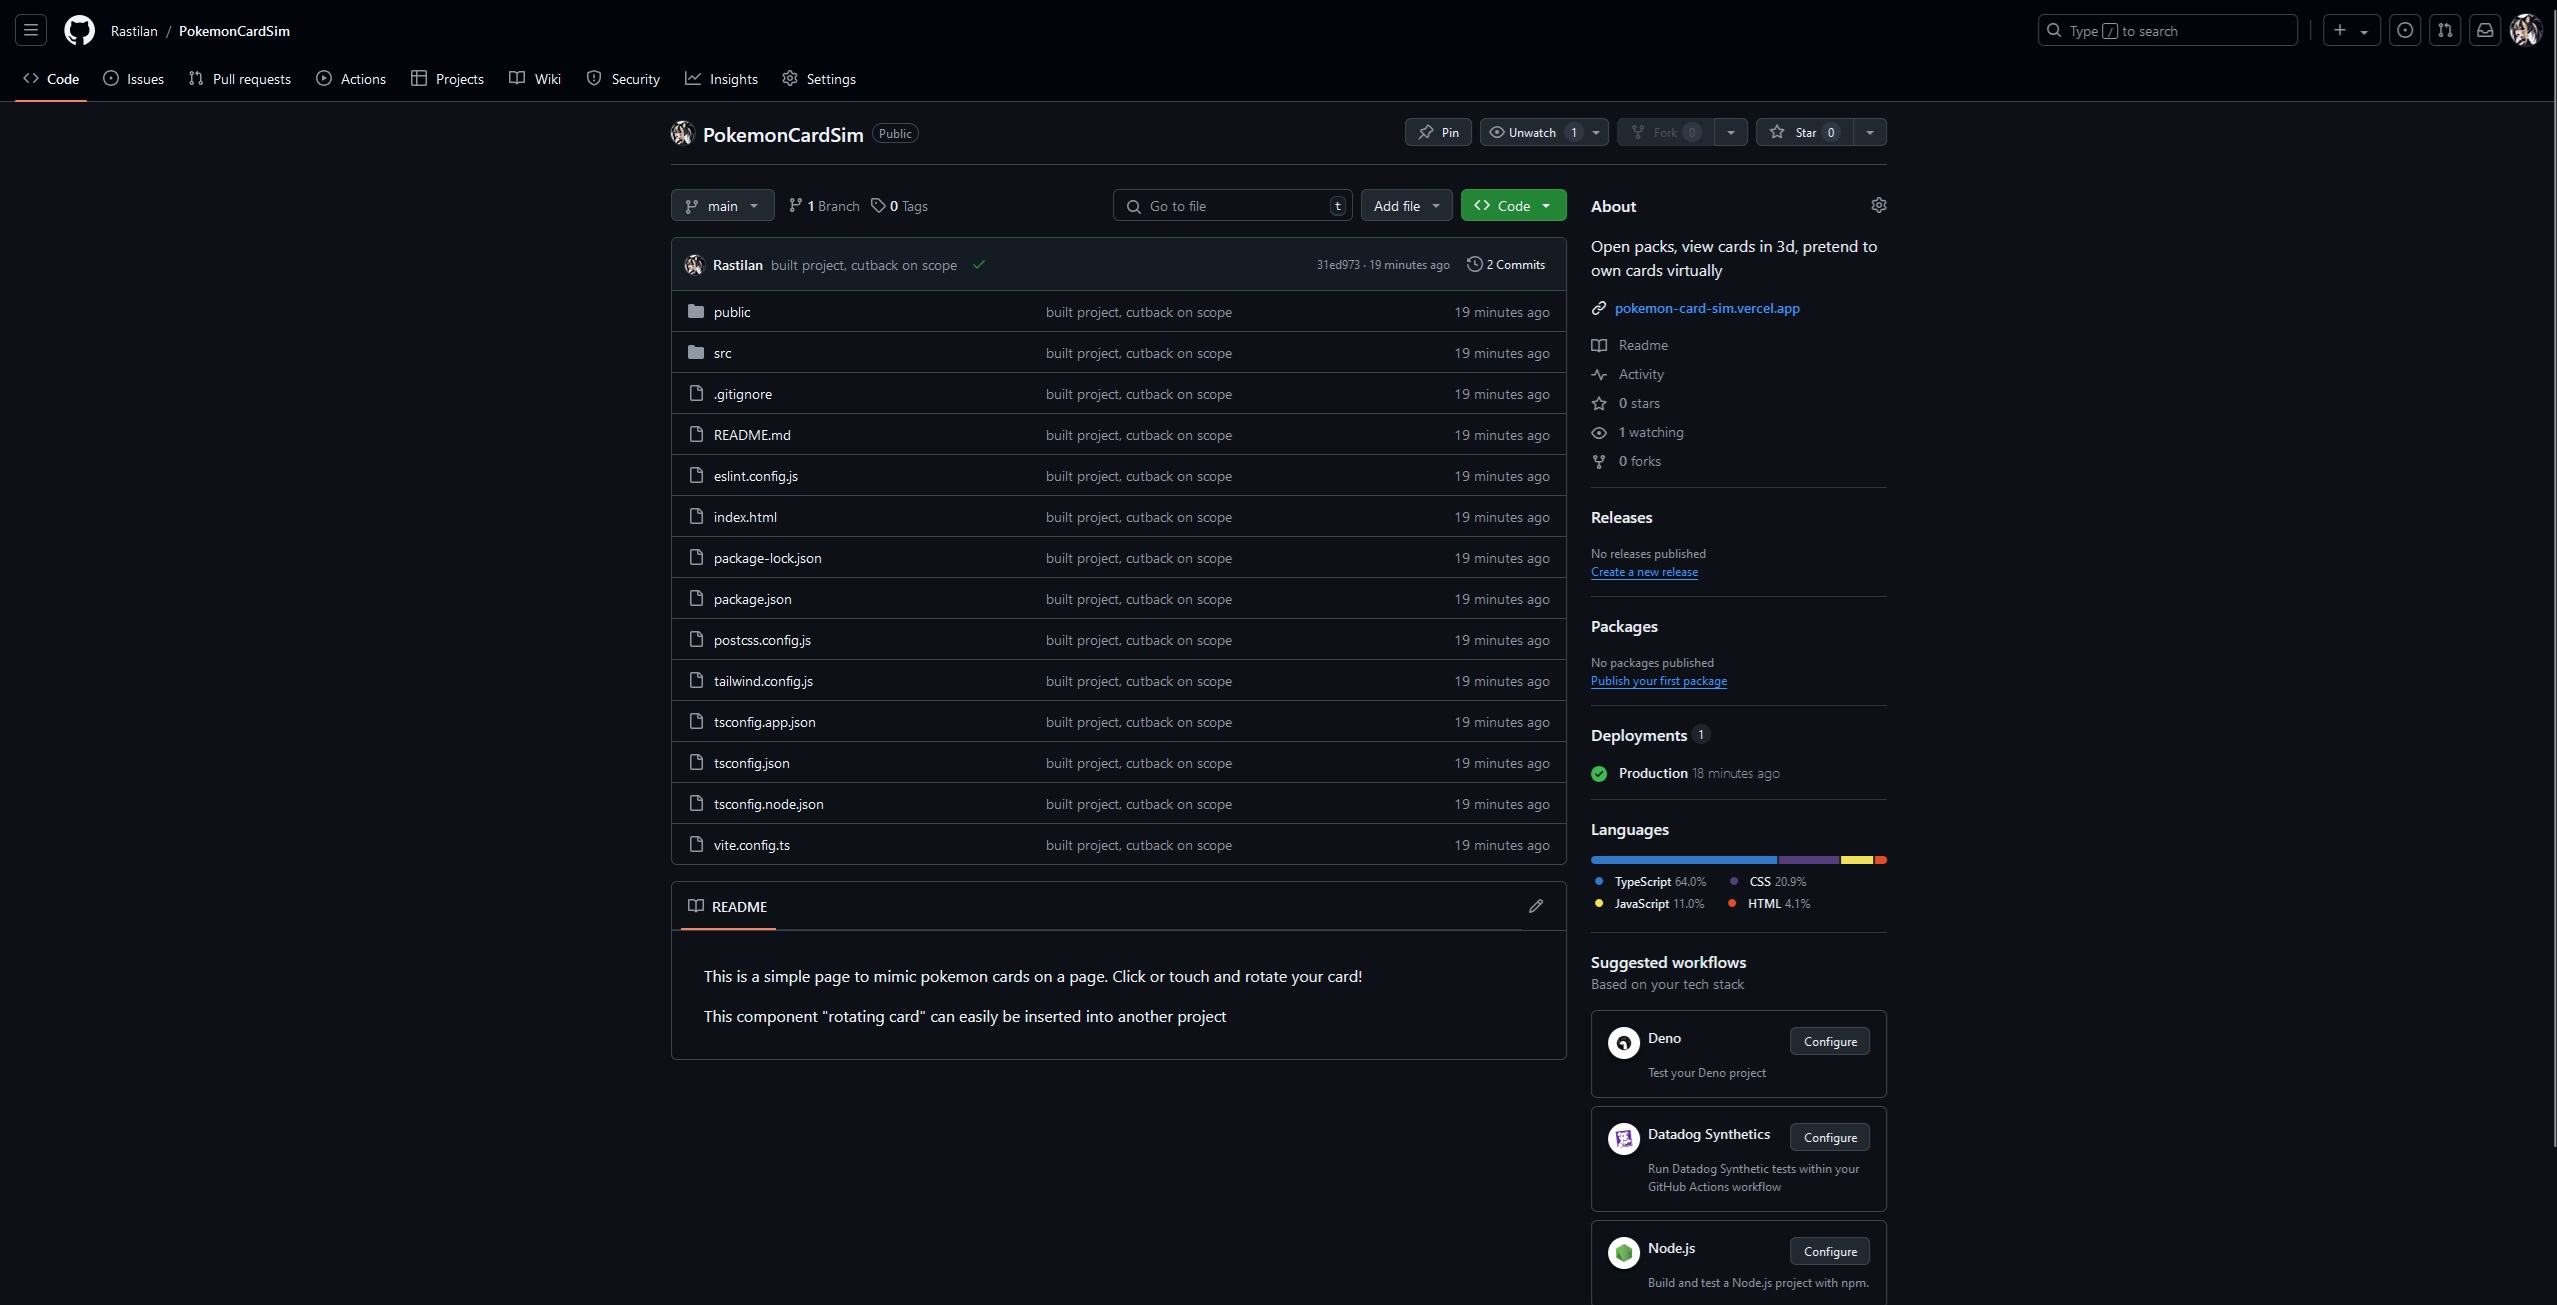 Rastilan / PokemonCardSim
Type / to search
Code Issues Pull requests Actions Projects Wiki Security Insights Settings
PokemonCardSim Public
Pin Unwatch 1 Fork 0 Star 0
main 1 Branch 0 Tags Go to file t Add file Code
Rastilan built project, cutback on scope 31ed973 · 19 minutes ago 2 Commits
public built project, cutback on scope 19 minutes ago
src built project, cutback on scope 19 minutes ago
.gitignore built project, cutback on scope 19 minutes ago
README.md built project, cutback on scope 19 minutes ago
eslint.config.js built project, cutback on scope 19 minutes ago
index.html built project, cutback on scope 19 minutes ago
package-lock.json built project, cutback on scope 19 minutes ago
package.json built project, cutback on scope 19 minutes ago
postcss.config.js built project, cutback on scope 19 minutes ago
tailwind.config.js built project, cutback on scope 19 minutes ago
tsconfig.app.json built project, cutback on scope 19 minutes ago
tsconfig.json built project, cutback on scope 19 minutes ago
tsconfig.node.json built project, cutback on scope 19 minutes ago
vite.config.ts built project, cutback on scope 19 minutes ago
README
This is a simple page to mimic pokemon cards on a page. Click or touch and rotate your card!
This component "rotating card" can easily be inserted into another project
About
Open packs, view cards in 3d, pretend to
own cards virtually
pokemon-card-sim.vercel.app
Readme
Activity
0 stars
1 watching
0 forks
Releases
No releases published
Create a new release
Packages
No packages published
Publish your first package
Deployments 1
Production 18 minutes ago
Languages
TypeScript 64.0% CSS 20.9%
JavaScript 11.0% HTML 4.1%
Suggested workflows
Based on your tech stack
Deno Configure
Test your Deno project
Datadog Synthetics Configure
Run Datadog Synthetic tests within your
GitHub Actions workflow
Node.js Configure
Build and test a Node.js project with npm.